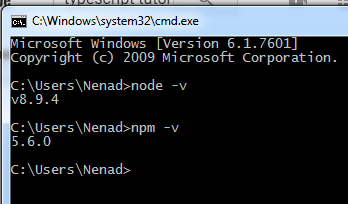 typescript tutor
C:\Windows\system32\cmd.exe
Microsoft Windows [Version 6.1.7601]
Copyright (c) 2009 Microsoft Corporation.
C:\Users\Nenad>node -v
v8.9.4
C:\Users\Nenad>npm -v
5.6.0
C:\Users\Nenad>